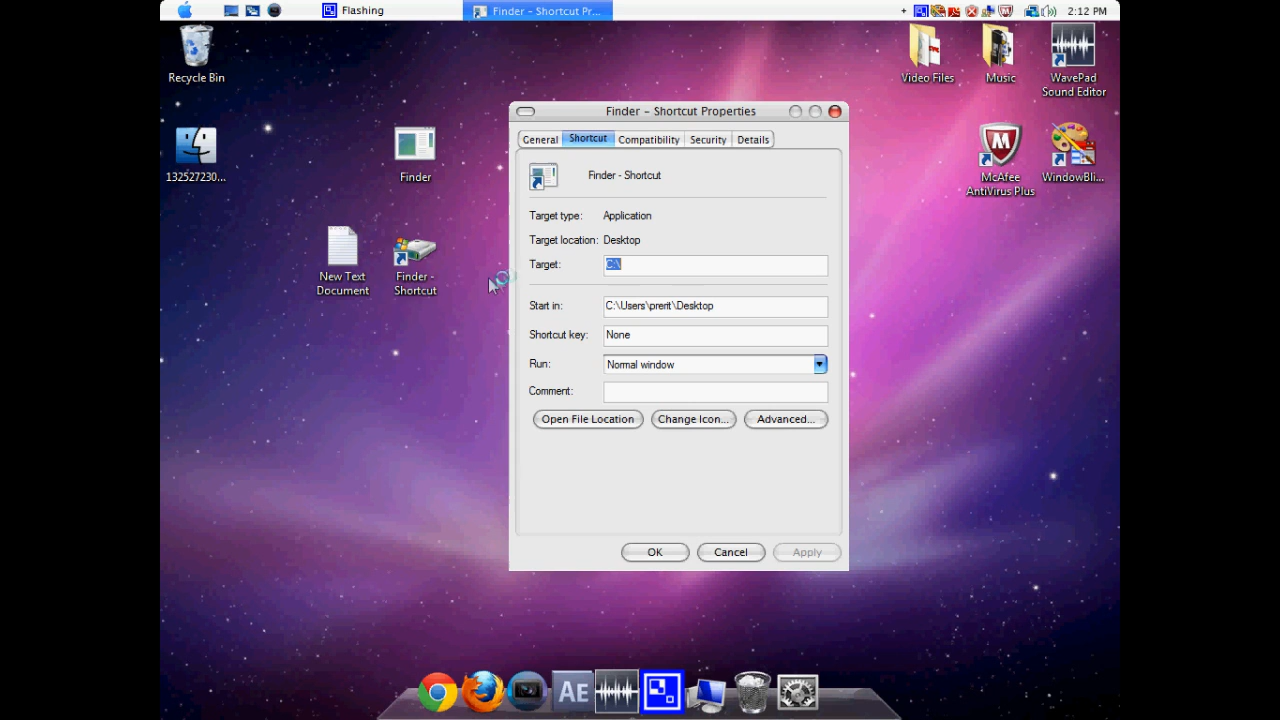 Flashing
Finder - Shortcut Pr...
+
2:12 PM
Recycle Bin
Video Files
Music
WavePad
Sound Editor
132527230...
Finder
McAfee
AntiVirus Plus
WindowBli...
New Text
Document
Finder -
Shortcut
Finder - Shortcut Properties
General
Shortcut
Compatibility
Security
Details
Finder - Shortcut
Target type: Application
Target location: Desktop
Target: C:\
Start in: C:\Users\prerit\Desktop
Shortcut key: None
Run: Normal window
Comment:
Open File Location
Change Icon...
Advanced...
OK
Cancel
Apply
AE